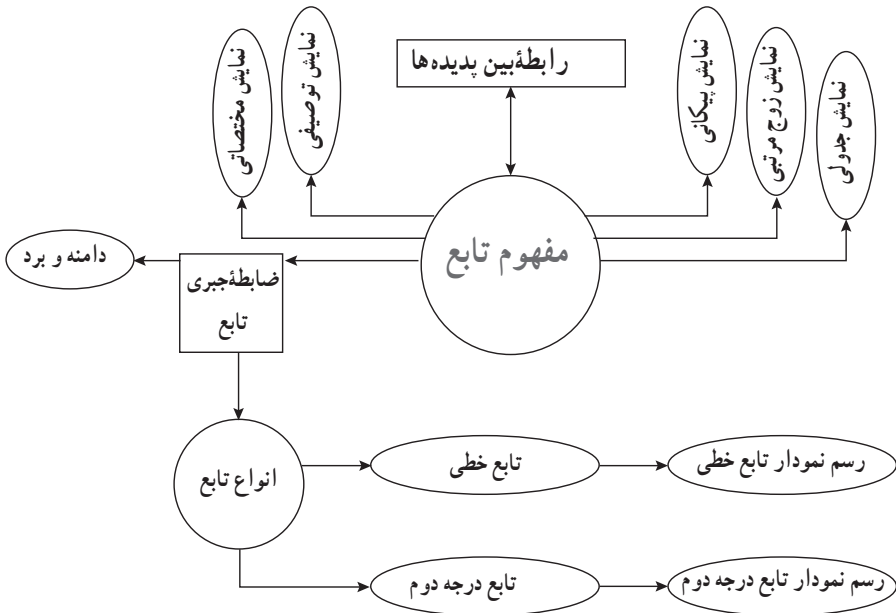 رابطهٔ بین پدیده‌ها
نمایش جدولی
نمایش زوج مرتبی
نمایش پیکانی
نمایش توصیفی
نمایش مختصاتی
مفهوم تابع
ضابطهٔ جبری
تابع
دامنه و برد
انواع تابع
تابع خطی
رسم نمودار تابع خطی
تابع درجه دوم
رسم نمودار تابع درجه دوم